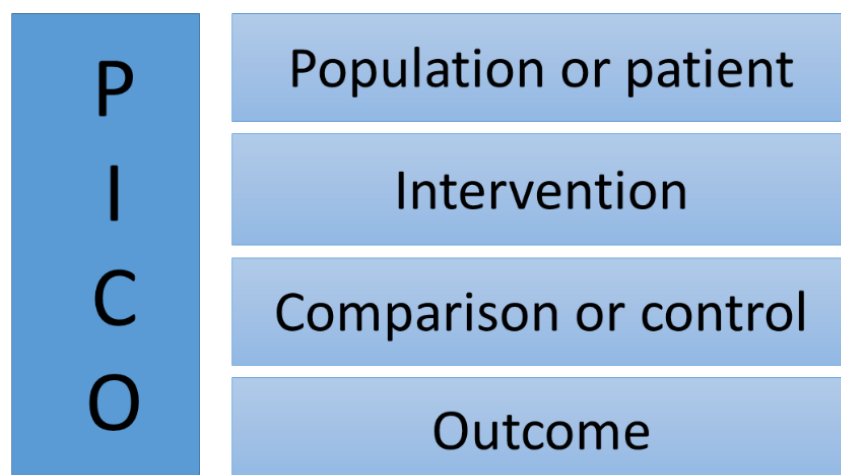 P
Population or patient
I
Intervention
C
Comparison or control
O
Outcome